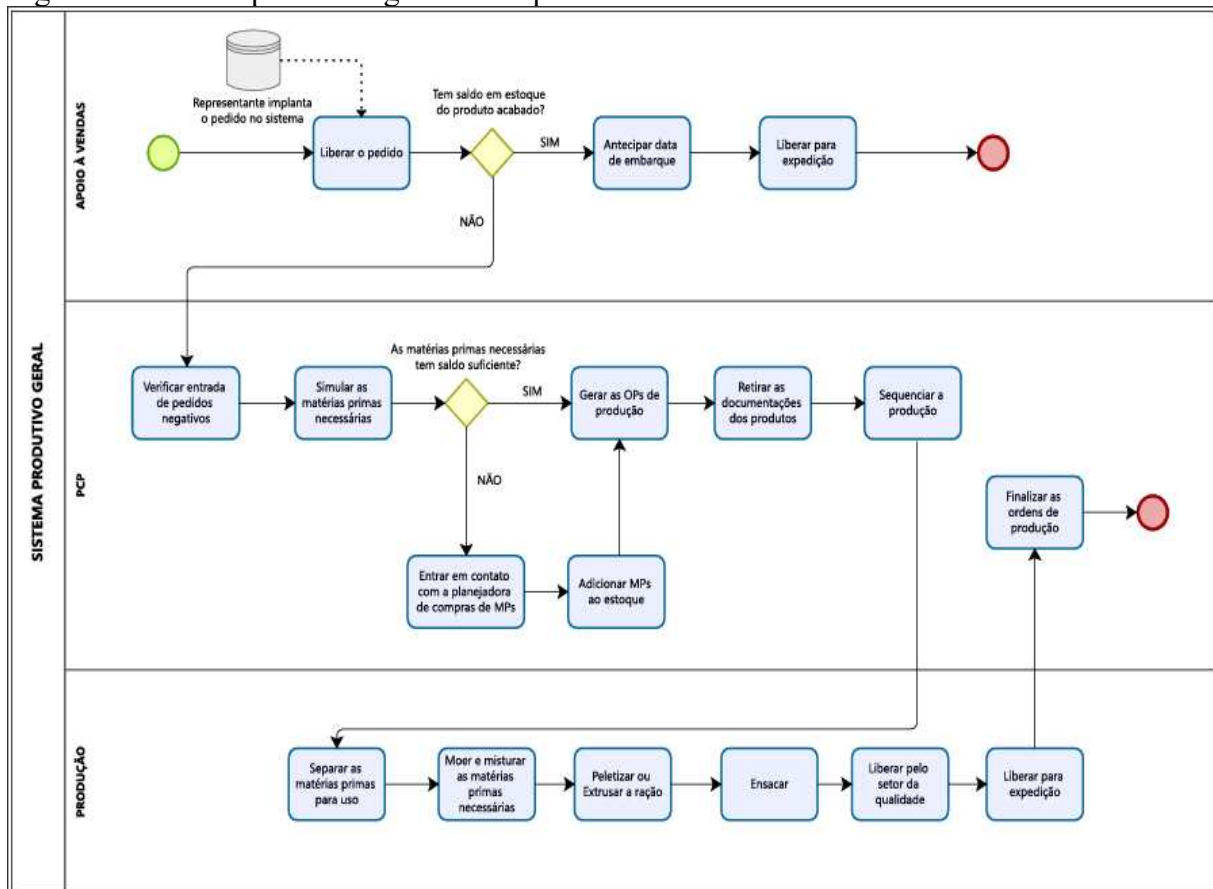 Representante implanta
o pedido no sistema
Tem saldo em estoque
do produto acabado?
Liberar o pedido
SIM
Antecipar data
de embarque
Liberar para
expedição
NÃO
APOIO À VENDAS
SISTEMA PRODUTIVO GERAL
PCP
Verificar entrada
de pedidos
negativos
Simular as
matérias primas
necessárias
As matérias primas necessárias
tem saldo suficiente?
SIM
Gerar as OPs de
produção
Retirar as
documentações
dos produtos
Sequenciar a
produção
NÃO
Entrar em contato
com a planejadora
de compras de MPs
Adicionar MPs
ao estoque
Finalizar as
ordens de
produção
PRODUÇÃO
Separar as
matérias primas
para uso
Moer e misturar
as matérias
primas
necessárias
Peletizar ou
Extrusar a ração
Ensacar
Liberar pelo
setor da
qualidade
Liberar para
expedição